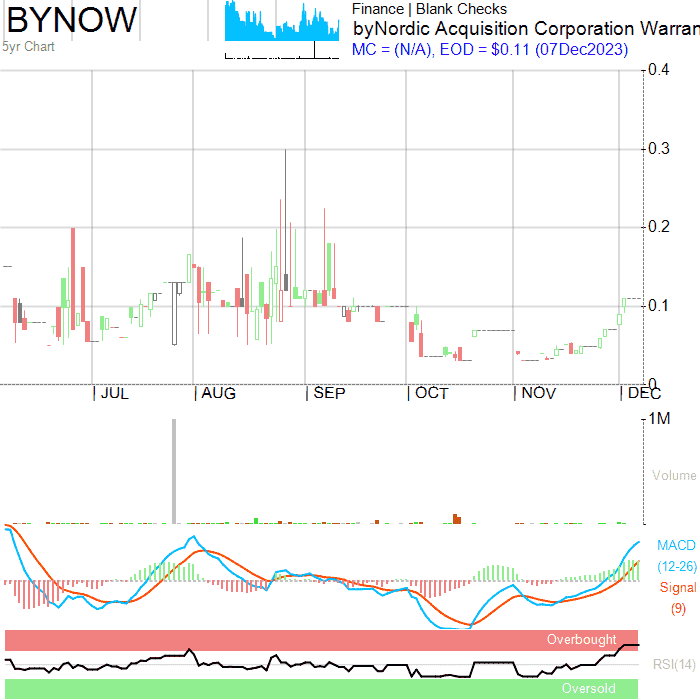 BYNOW
5yr Chart
Finance | Blank Checks
byNordic Acquisition Corporation Warran
MC = (N/A), EOD = $0.11 (07Dec2023)
0.4
0.3
0.2
0.1
0
JUL
AUG
SEP
OCT
NOV
DEC
1M
Volume
MACD
(12-26)
Signal
(9)
Overbought
RSI(14)
Oversold